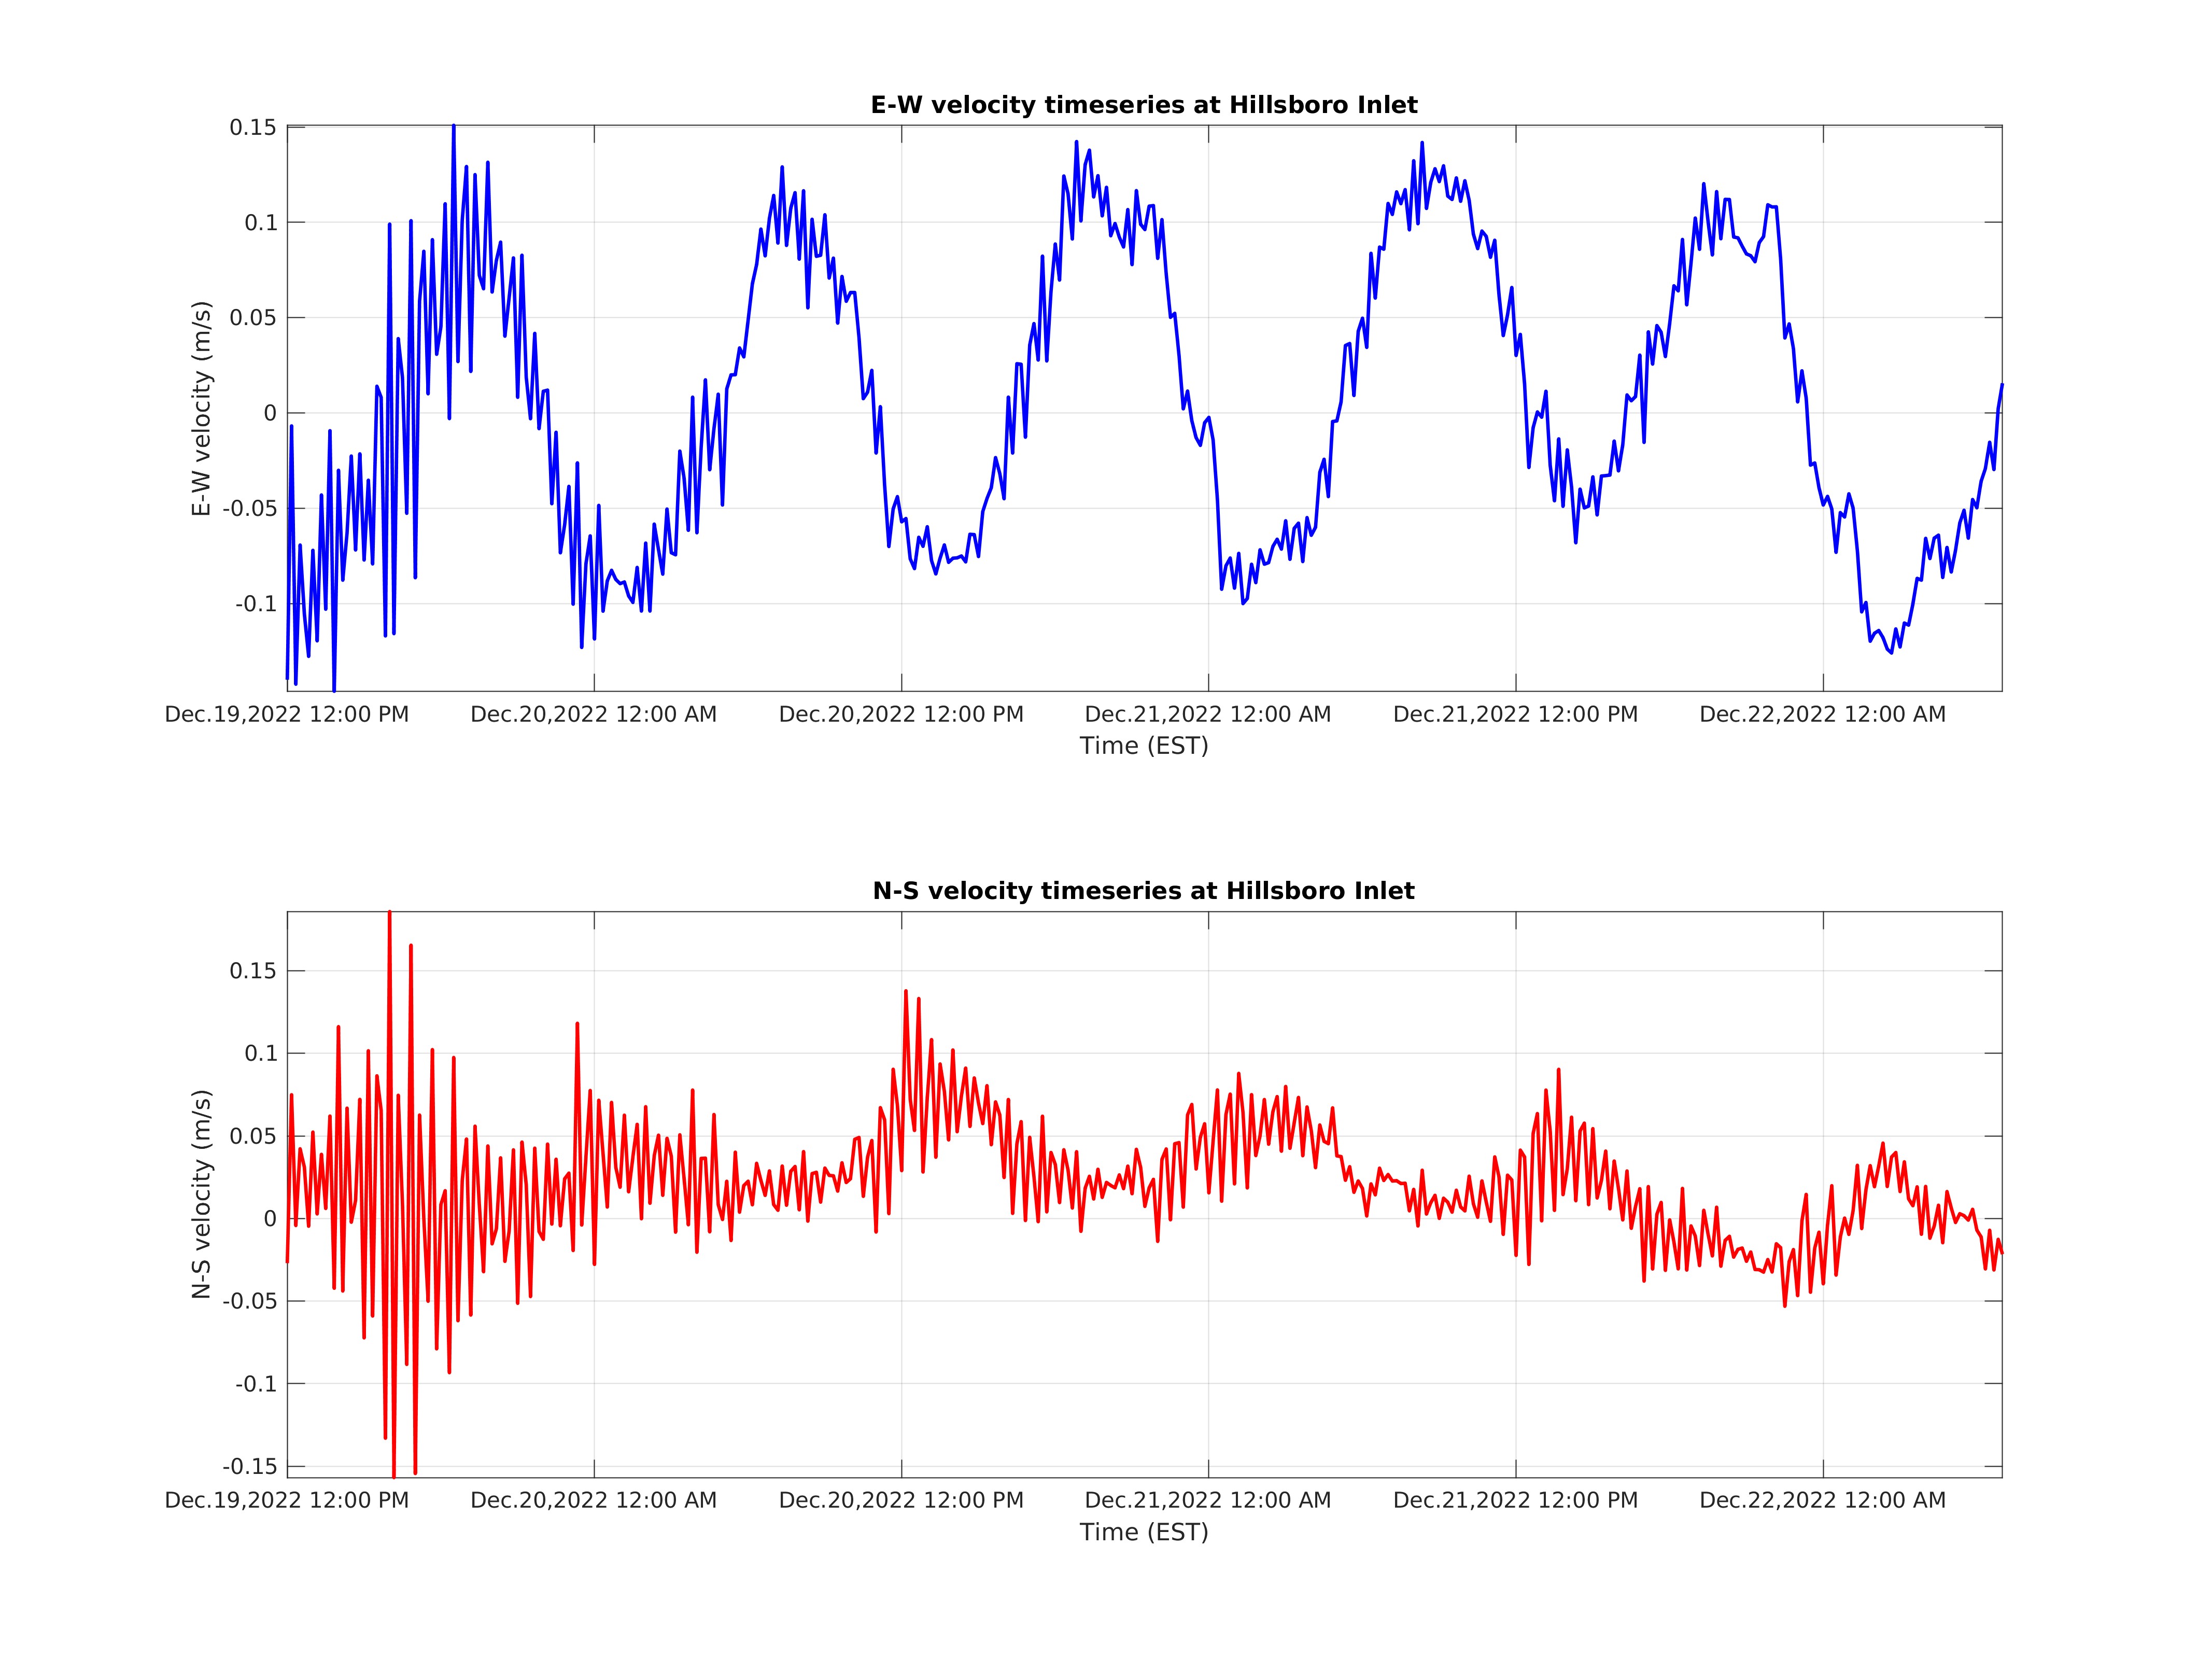 E-W velocity timeseries at Hillsboro Inlet
E-W velocity (m/s)
0.15
0.1
0.05
0
-0.05
-0.1
Dec.19,2022 12:00 PM Dec.20,2022 12:00 AM Dec.20,2022 12:00 PM Dec.21,2022 12:00 AM Dec.21,2022 12:00 PM Dec.22,2022 12:00 AM
Time (EST)
N-S velocity timeseries at Hillsboro Inlet
N-S velocity (m/s)
0.15
0.1
0.05
0
-0.05
-0.1
-0.15
Dec.19,2022 12:00 PM Dec.20,2022 12:00 AM Dec.20,2022 12:00 PM Dec.21,2022 12:00 AM Dec.21,2022 12:00 PM Dec.22,2022 12:00 AM
Time (EST)